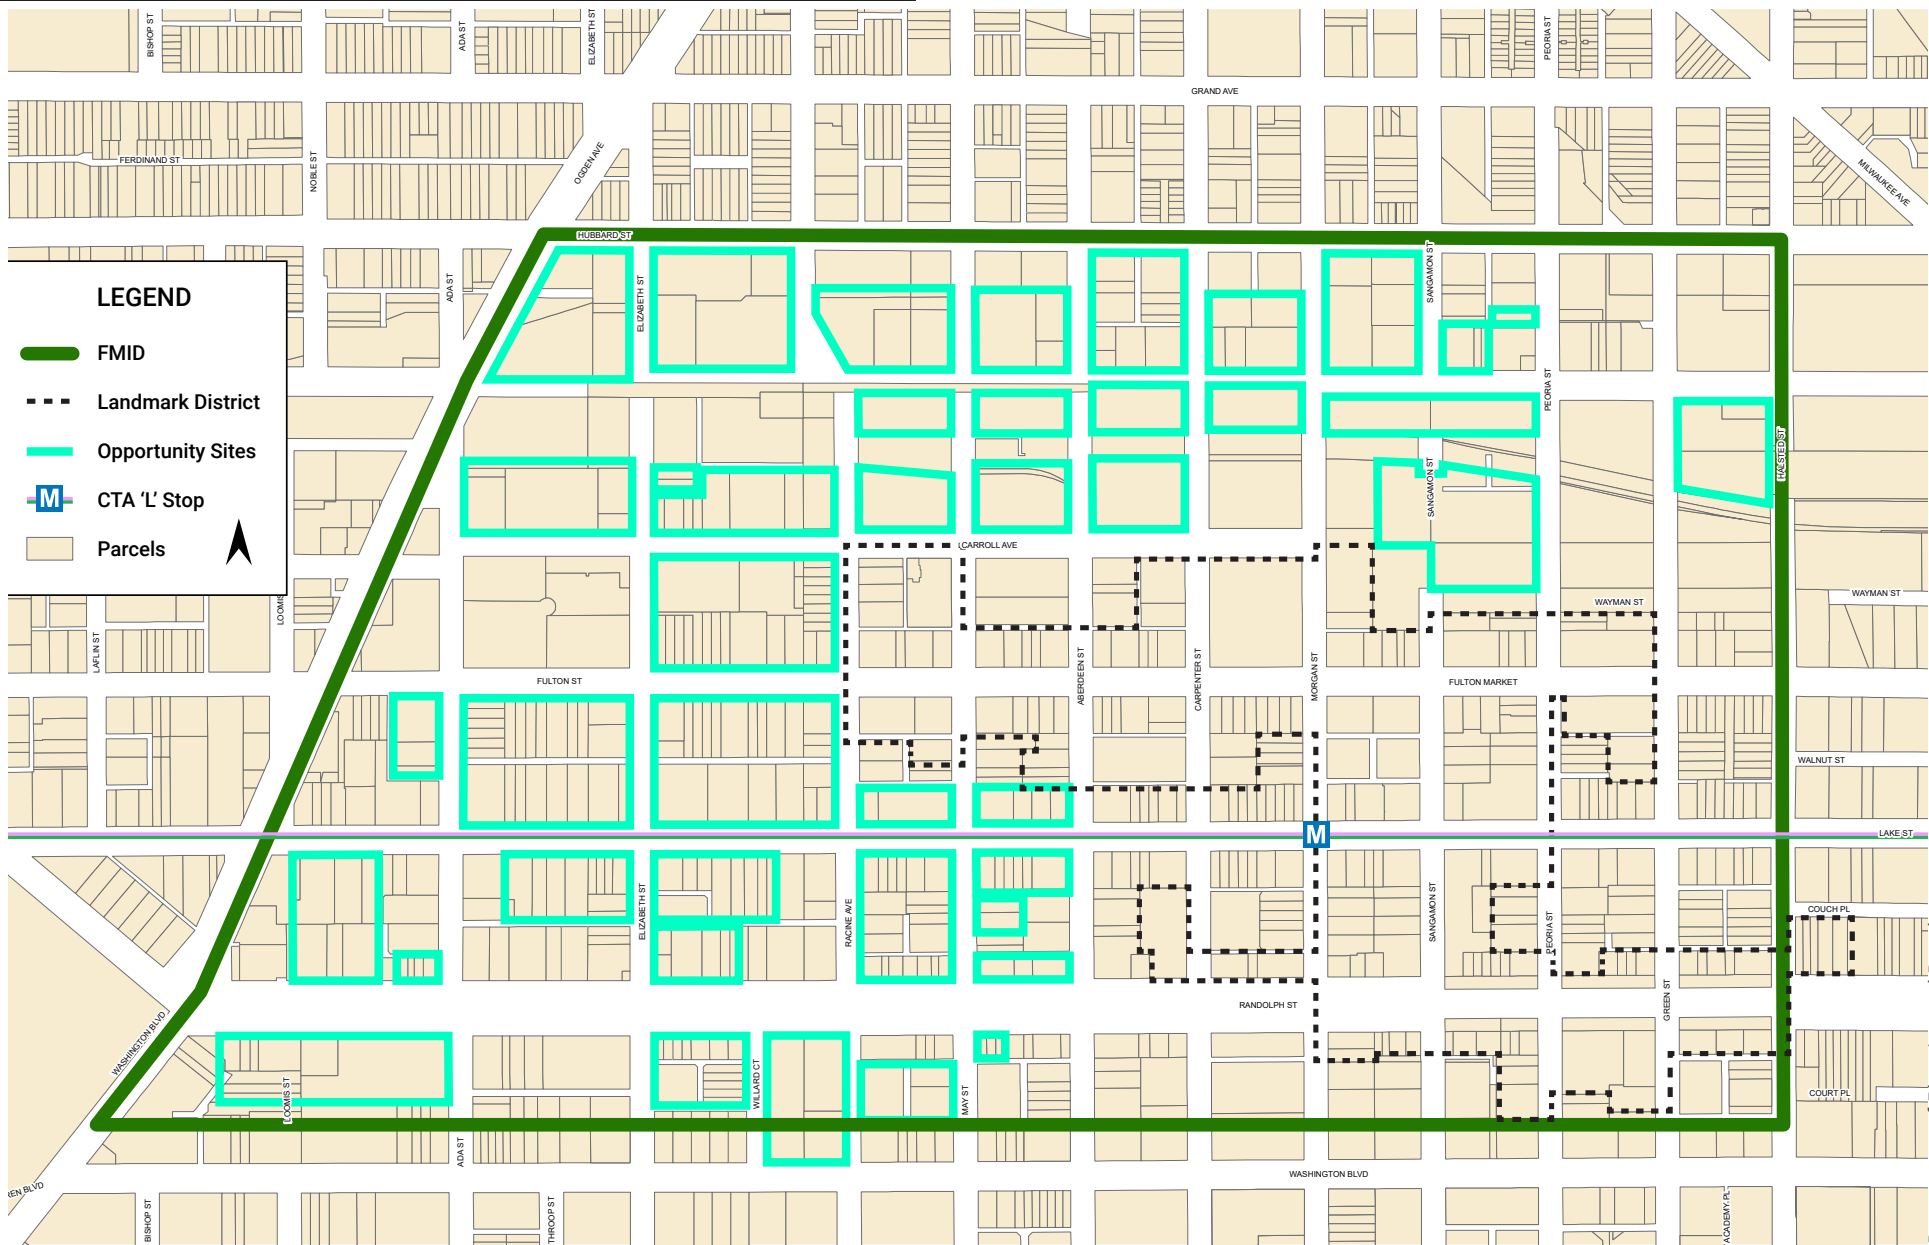 BISHOP ST
ADA ST
ELIZABETH ST
PEORIA ST
GRAND AVE
FERDINAND ST
NOBLE ST
OGDEN AVE
MILWAUKEE AVE
HUBBARD ST
ADA ST
ELIZABETH ST
SANGAMON ST
LEGEND
FMID
Landmark District
Opportunity Sites
M
CTA ‘L’ Stop
Parcels
PEORIA ST
HALSTED ST
SANGAMON ST
CARROLL AVE
WAYMAN ST
WAYMAN ST
LOOMIS
LAFLIN ST
ABERDEEN ST
CARPENTER ST
MORGAN ST
FULTON ST
FULTON MARKET
WALNUT ST
M
LAKE ST
ELIZABETH ST
RACINE AVE
SANGAMON ST
PEORIA ST
COUCH PL
GREEN ST
RANDOLPH ST
WASHINGTON BLVD
LOOMIS ST
WILLARD CT
MAY ST
COURT PL
ADA ST
WASHINGTON BLVD
REN BLVD
BISHOP ST
THROOP ST
ACADEMY PL